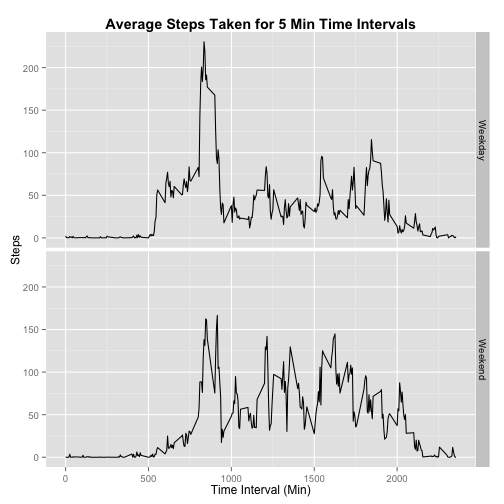 Average Steps Taken for 5 Min Time Intervals
200
150
100
50
0
Weekday
Steps
200
150
100
50
0
Weekend
0 500 1000 1500 2000
Time Interval (Min)